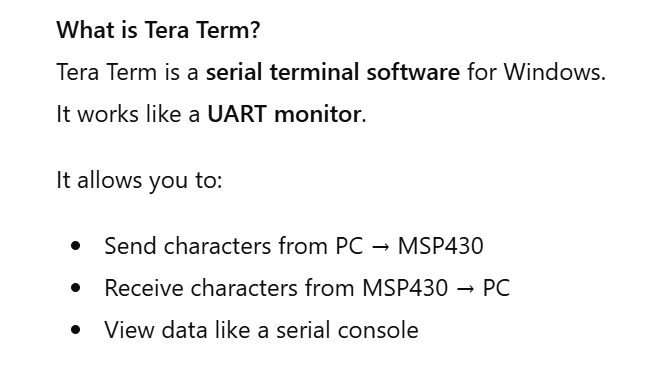 What is Tera Term?
Tera Term is a serial terminal software for Windows.
It works like a UART monitor.
It allows you to:
• Send characters from PC → MSP430
• Receive characters from MSP430 → PC
• View data like a serial console